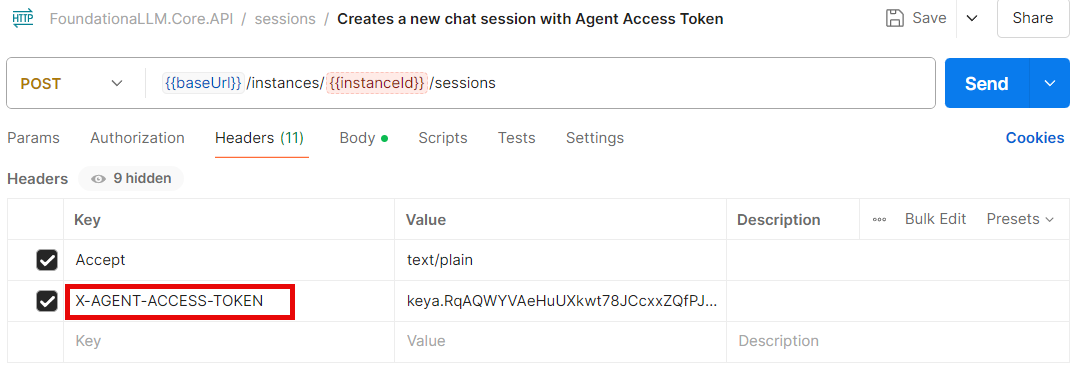 HTTP FoundationaLLM.Core.API / sessions / Creates a new chat session with Agent Access Token Save Share
POST {{baseUrl}}/instances/{{instanceId}}/sessions Send
Params Authorization Headers (11) Body Scripts Tests Settings Cookies
Headers 9 hidden
Key Value Description Bulk Edit Presets
Accept text/plain
X-AGENT-ACCESS-TOKEN keya.RqAQWYVAeHuUXkwt78JCcxxZQfPJ...
Key Value Description